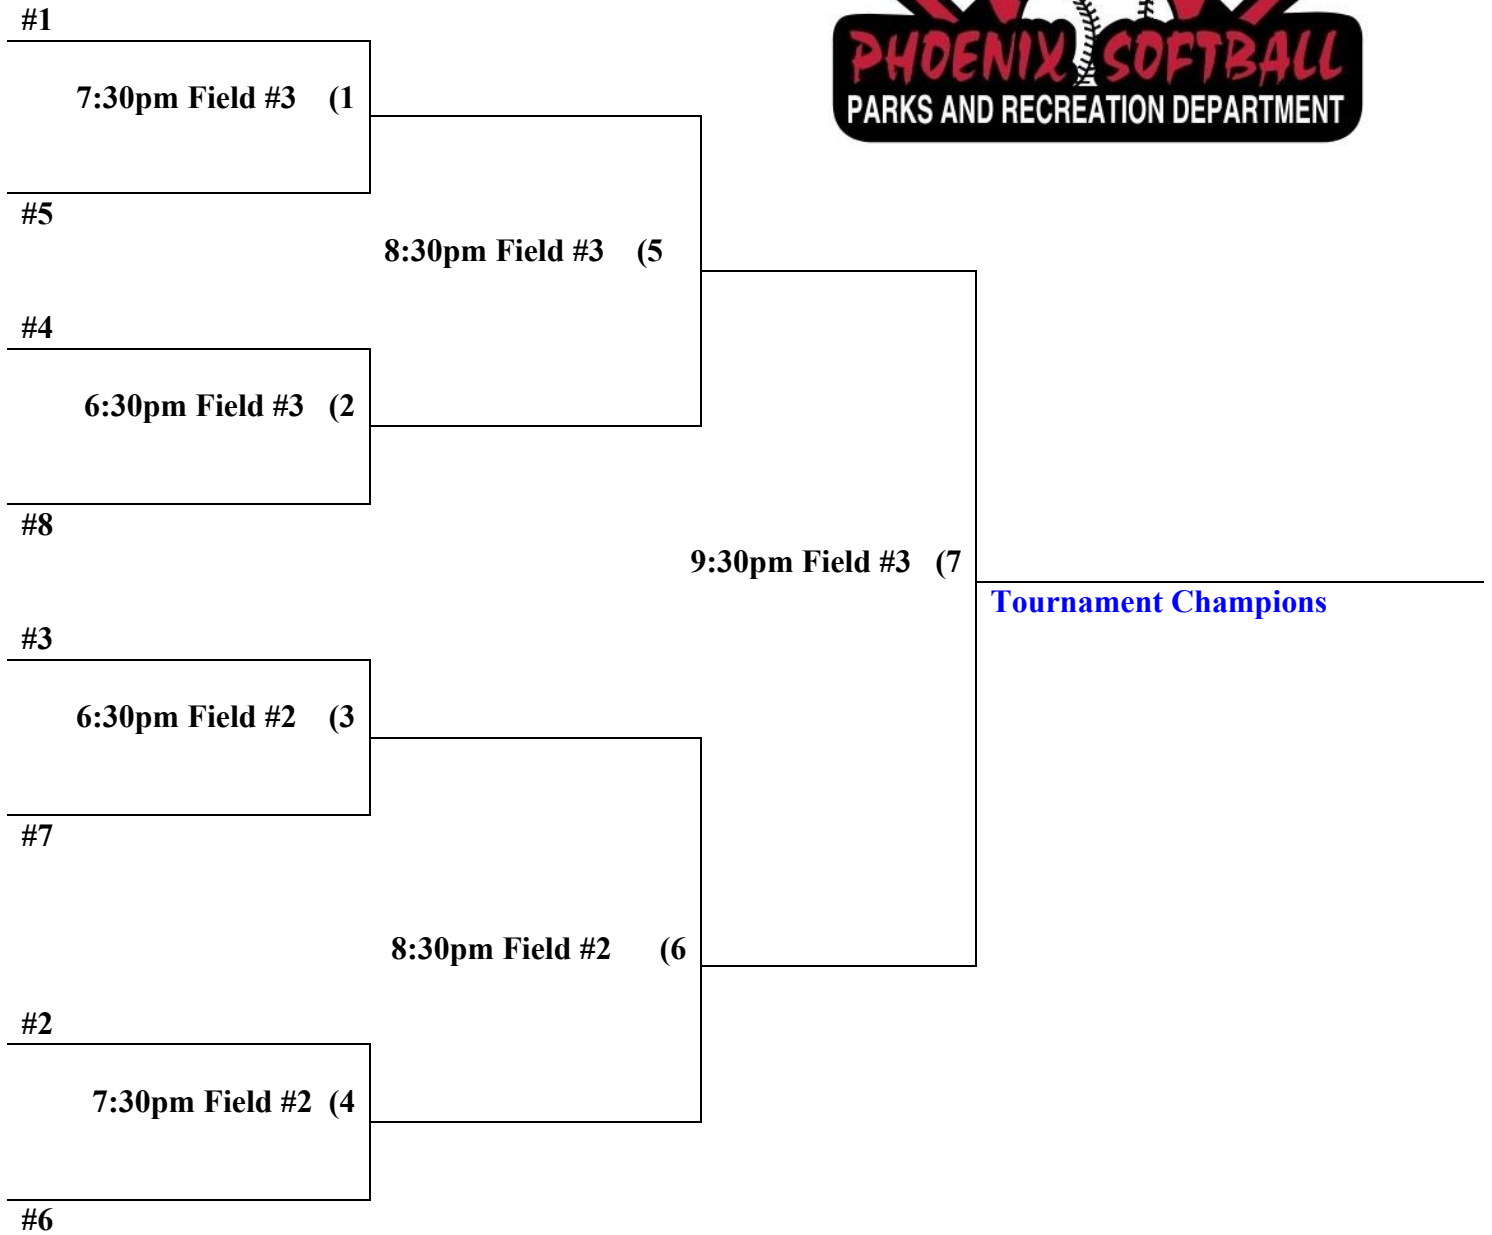 #1
PHOENIX SOFTBALL
PARKS AND RECREATION DEPARTMENT
7:30pm Field #3 (1
#5
8:30pm Field #3 (5
#4
6:30pm Field #3 (2
#8
9:30pm Field #3 (7
Tournament Champions
#3
6:30pm Field #2 (3
#7
8:30pm Field #2 (6
#2
7:30pm Field #2 (4
#6